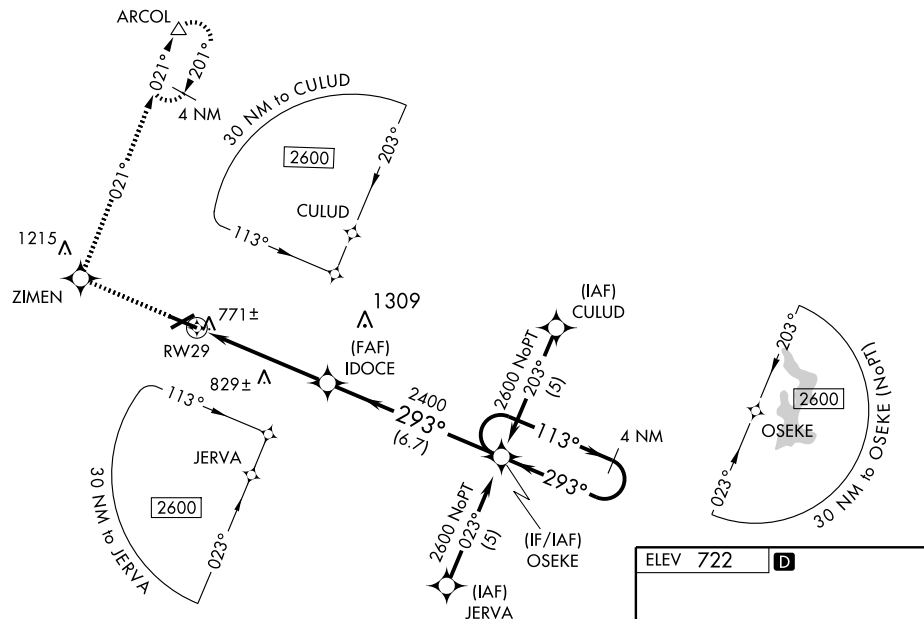 ARCOL
021°
201°
4 NM
021°
30 NM to CULUD
2600
203°
CULUD
113°
1215
ZIMEN
771±
RW29
1309
(FAF)
IDOCE
829±
2400
293°
(6.7)
(IAF)
CULUD
2600 NoPT
203°
(5)
113°
4 NM
293°
2600 NoPT
023°
(5)
(IF/IAF)
OSEKE
(IAF)
JERVA
113°
JERVA
2600
023°
30 NM to JERVA
203°
2600
OSEKE
023°
30 NM to OSEKE (NoPT)
ELEV 722 D